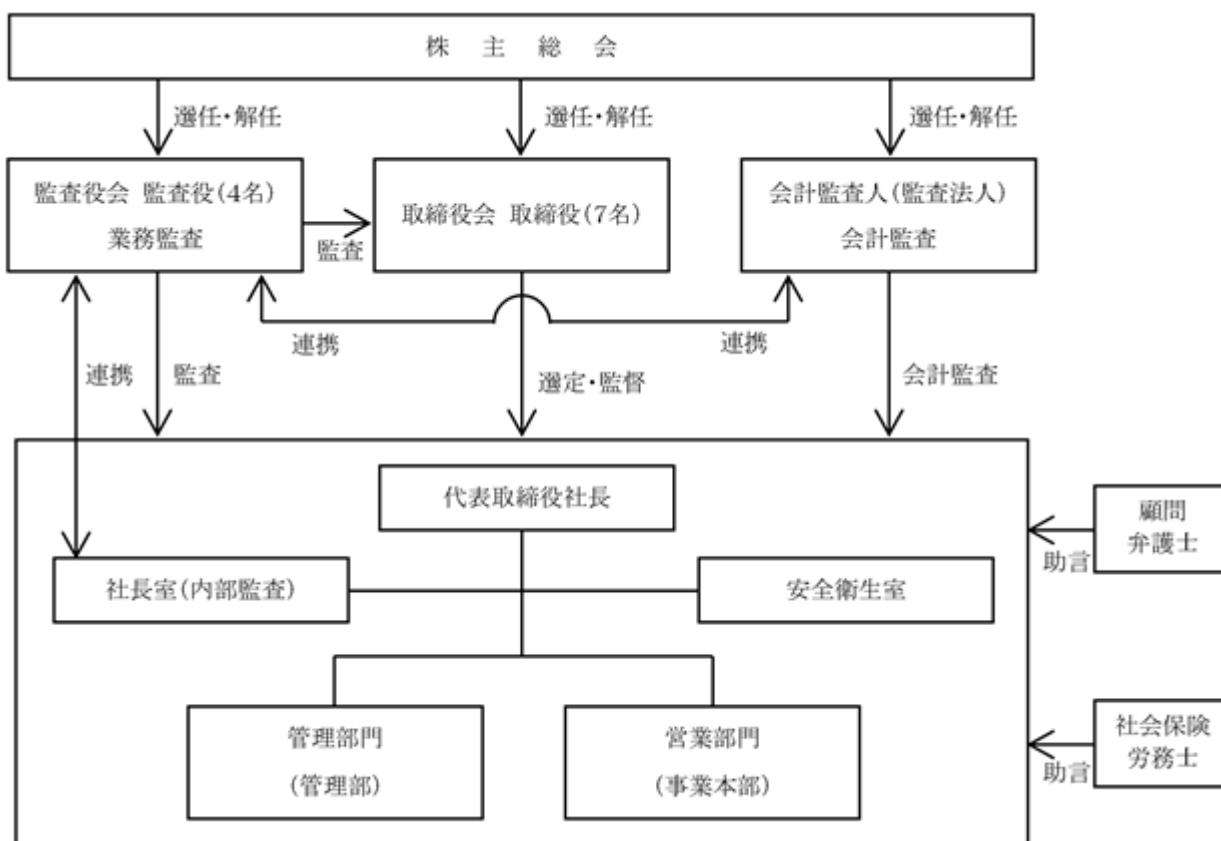 株　主　総　会
選任・解任
選任・解任
選任・解任
監査役会 監査役(4名)
業務監査
監査
取締役会 取締役(7名)
会計監査人(監査法人)
会計監査
連携
連携
連携
監査
選定・監督
会計監査
代表取締役社長
社長室(内部監査)
安全衛生室
管理部門
(管理部)
営業部門
(事業本部)
顧問
弁護士
助言
社会保険
労務士
助言